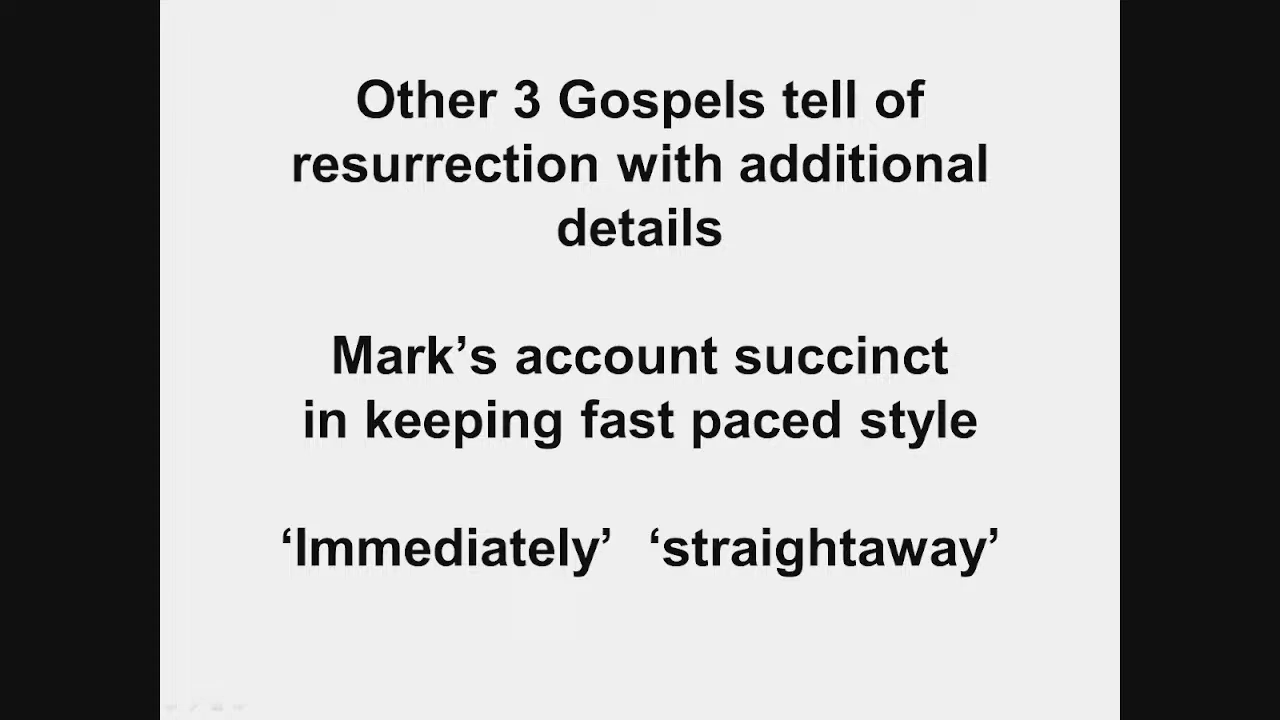 Other 3 Gospels tell of
resurrection with additional
details
Mark’s account succinct
in keeping fast paced style
‘Immediately’ ‘straightaway’